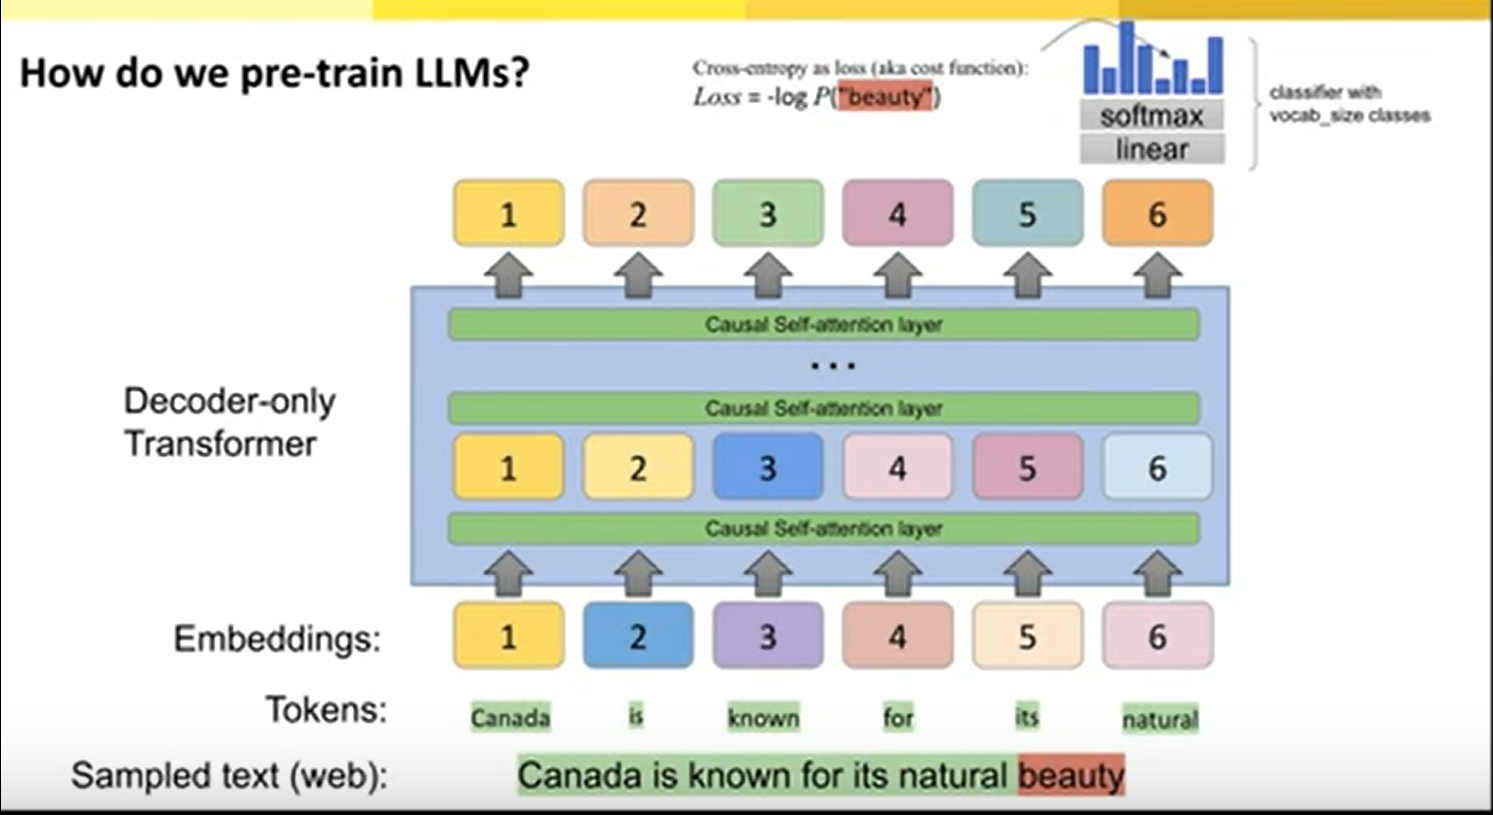 How do we pre-train LLMs?
Cross-entropy as loss (aka cost function):
Loss = -log P("beauty")
classifier with
vocab_size classes
softmax
linear
1 2 3 4 5 6
Causal Self-attention layer
...
Causal Self-attention layer
Decoder-only
Transformer
1 2 3 4 5 6
Causal Self-attention layer
Embeddings: 1 2 3 4 5 6
Tokens: Canada is known for its natural
Sampled text (web): Canada is known for its natural beauty